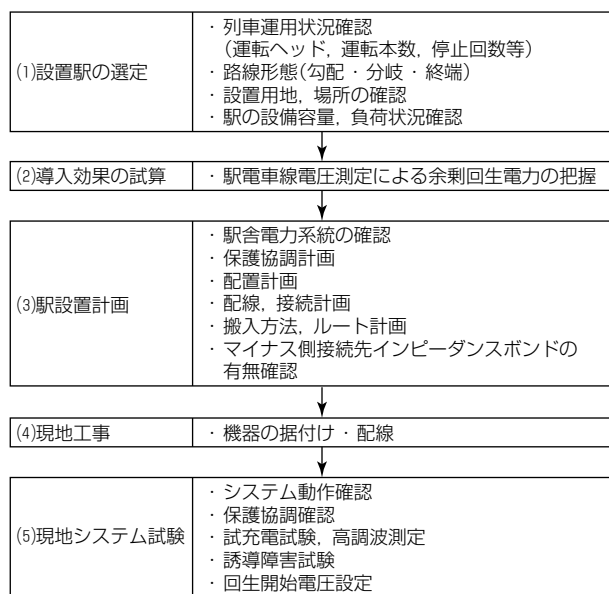 (1)設置駅の選定
・列車運用状況確認
(運転ヘッド，運転本数，停止回数等)
・路線形態(勾配・分岐・終端)
・設置用地，場所の確認
・駅の設備容量，負荷状況確認
(2)導入効果の試算
・駅電車線電圧測定による余剰回生電力の把握
(3)駅設置計画
・駅舎電力系統の確認
・保護協調計画
・配置計画
・配線，接続計画
・搬入方法，ルート計画
・マイナス側接続先インピーダンスボンドの
有無確認
(4)現地工事
・機器の据付け・配線
(5)現地システム試験
・システム動作確認
・保護協調確認
・試充電試験，高調波測定
・誘導障害試験
・回生開始電圧設定